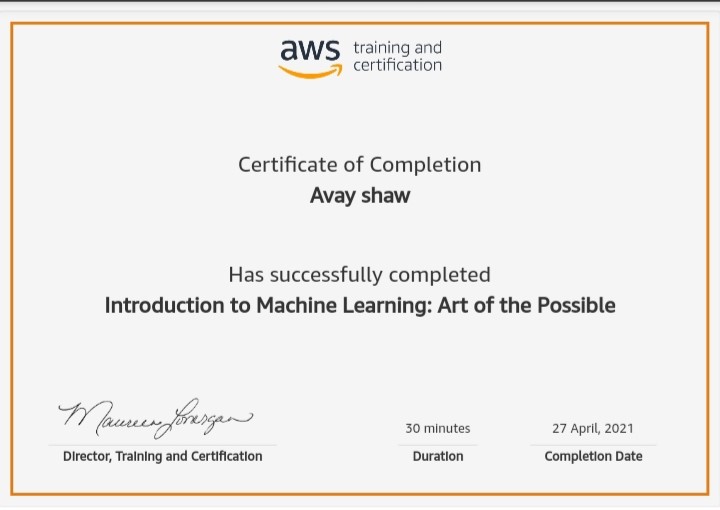 aws training and
certification
Certificate of Completion
Avay shaw
Has successfully completed
Introduction to Machine Learning: Art of the Possible
Maureen Lonergan
Director, Training and Certification
30 minutes
Duration
27 April, 2021
Completion Date